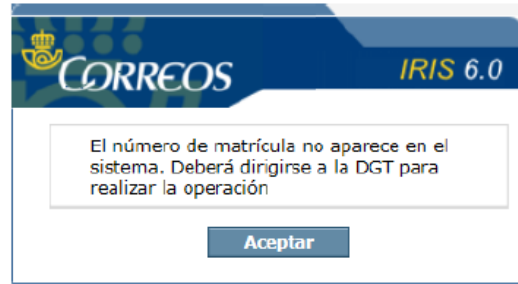 CORREOS
IRIS 6.0
El número de matrícula no aparece en el
sistema. Deberá dirigirse a la DGT para
realizar la operación
Aceptar